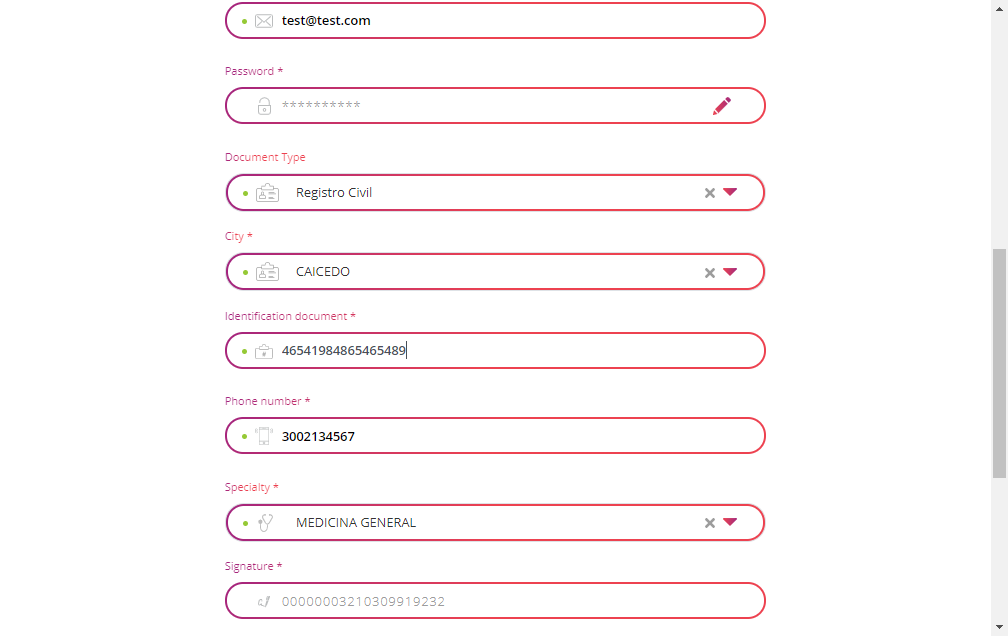 test@test.com
Password *
**********
Document Type
Registro Civil
City *
CAICEDO
Identification document *
46541984865465489
Phone number *
3002134567
Specialty *
MEDICINA GENERAL
Signature *
00000003210309919232